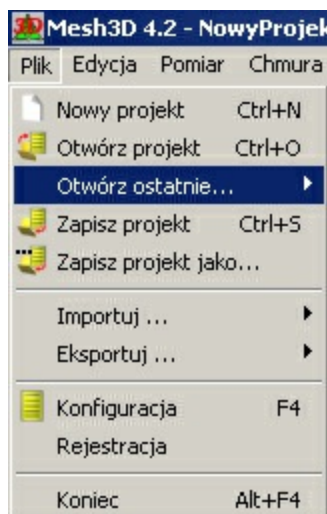 Mesh3D 4.2 - NowyProjek
Plik Edycja Pomiar Chmura
Nowy projekt Ctrl+N
Otwórz projekt Ctrl+O
Otwórz ostatnie...
Zapisz projekt Ctrl+S
Zapisz projekt jako...
Importuj ...
Eksportuj ...
Konfiguracja F4
Rejestracja
Koniec Alt+F4